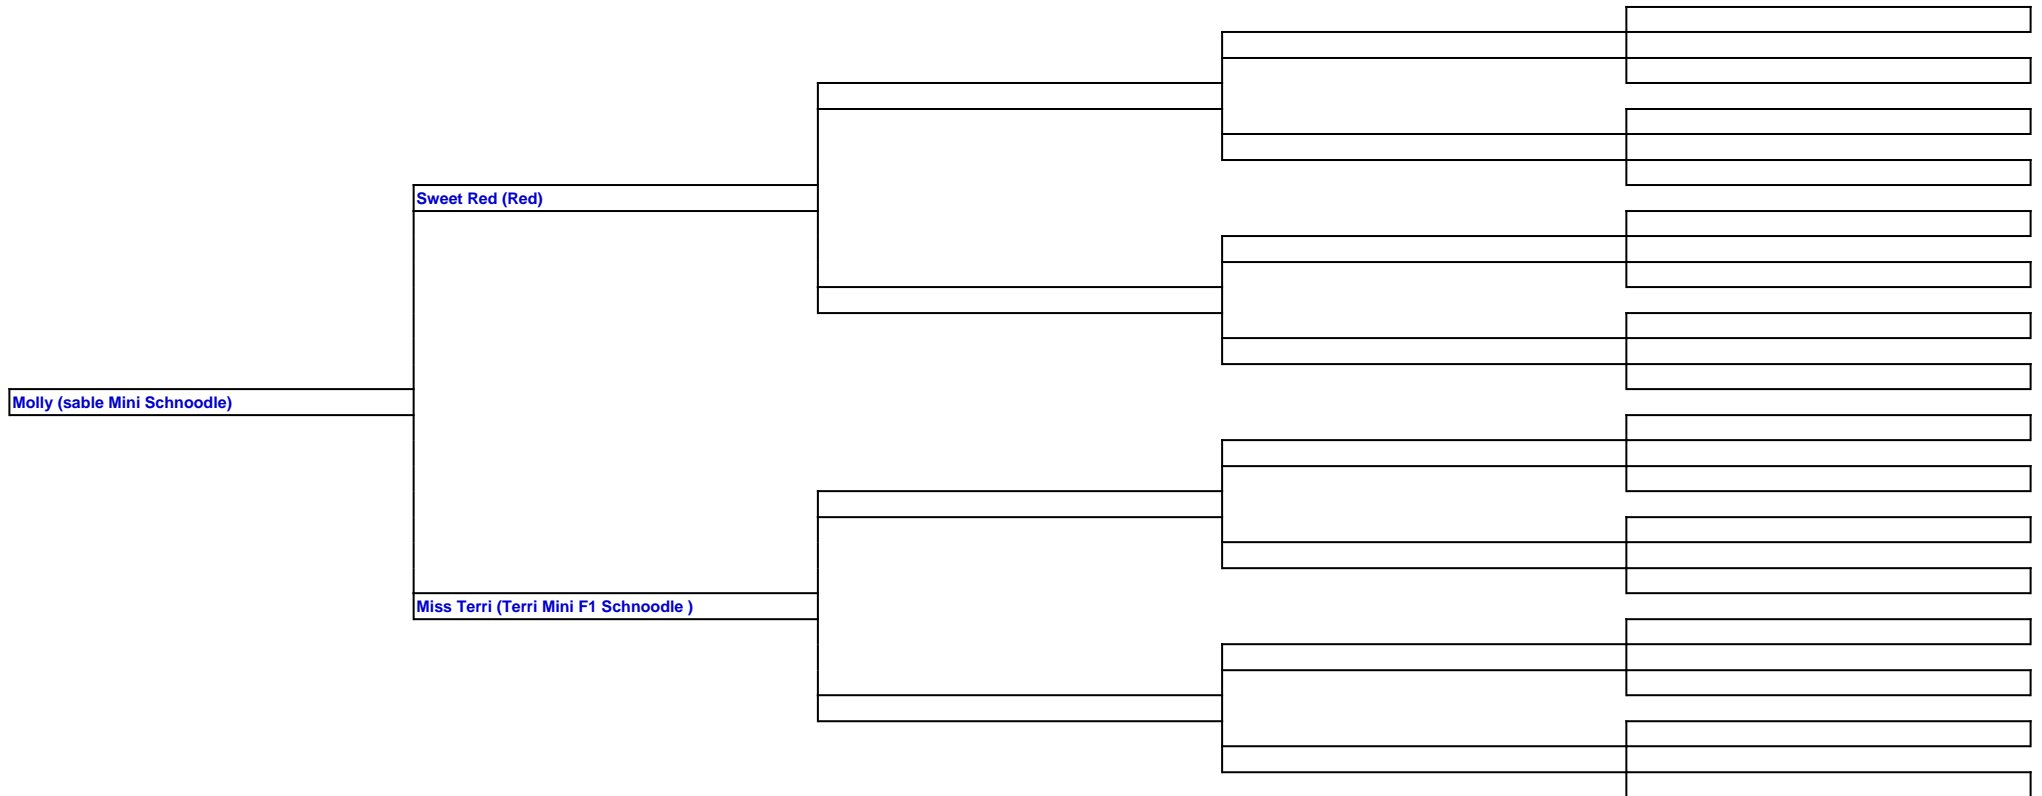 Sweet Red (Red)
Molly (sable Mini Schnoodle)
Miss Terri (Terri Mini F1 Schnoodle )